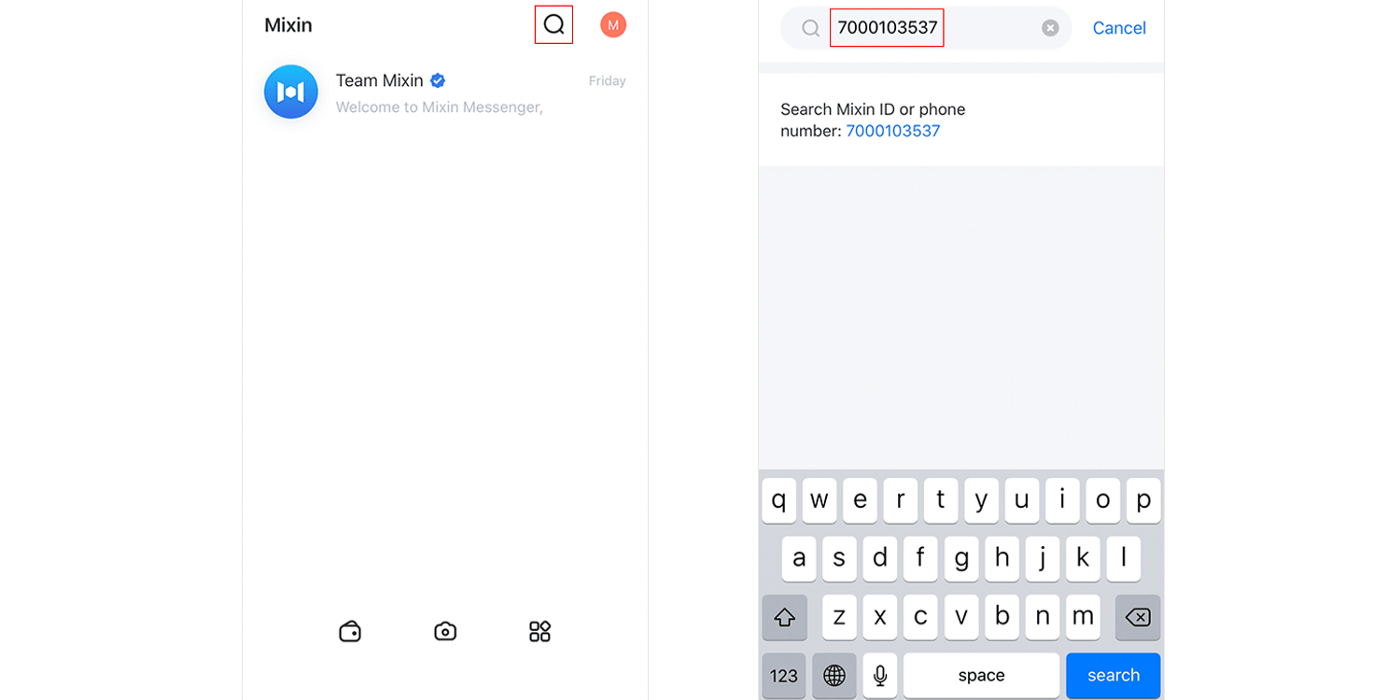 Mixin
M
Team Mixin
Friday
Welcome to Mixin Messenger,
7000103537
Cancel
Search Mixin ID or phone
number: 7000103537
q w e r t y u i o p
a s d f g h j k l
z x c v b n m
123
space
search